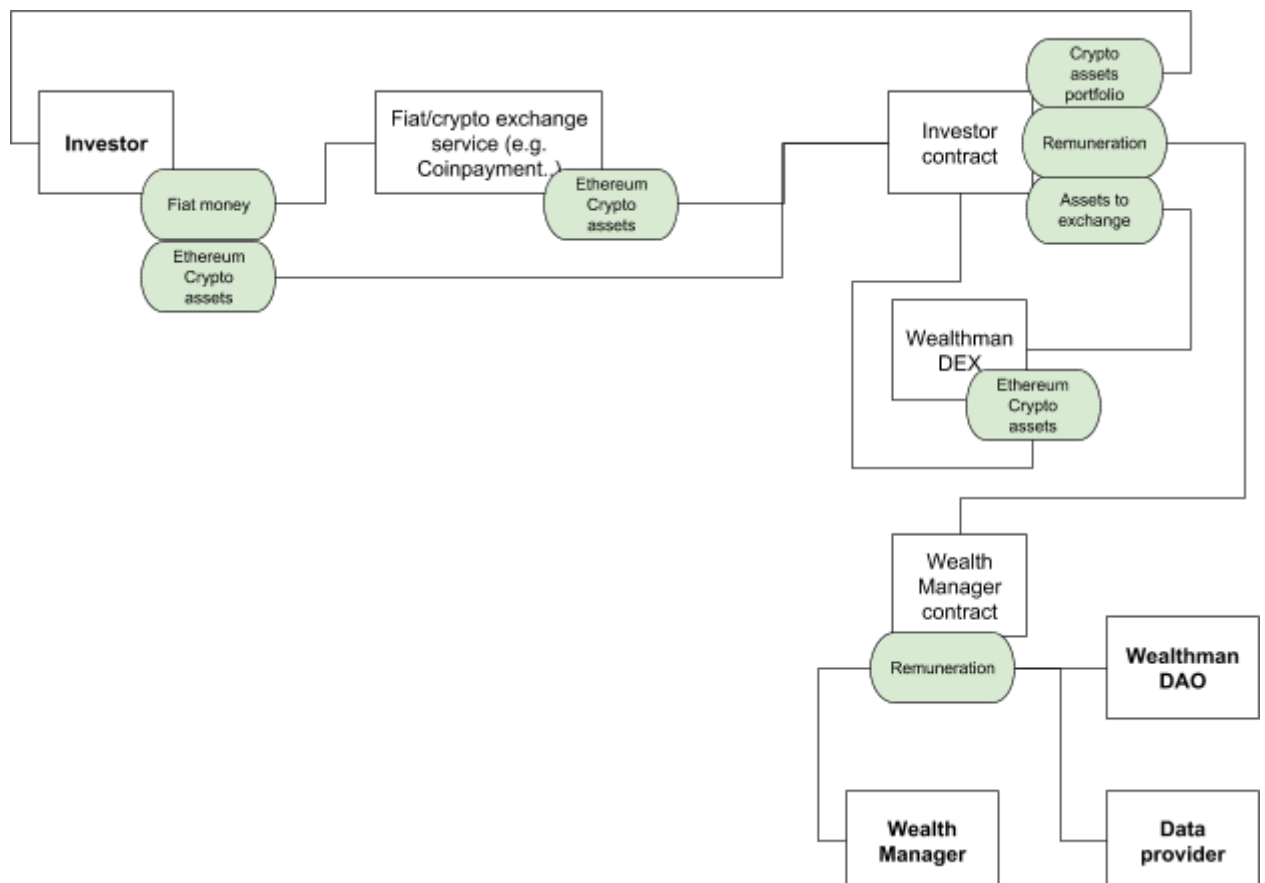 Crypto
assets
portfolio
Investor
Fiat/crypto exchange
service (e.g.
Coinpayment..)
Investor
contract
Remuneration
Fiat money
Ethereum
Crypto
assets
Assets to
exchange
Ethereum
Crypto
assets
Wealthman
DEX
Ethereum
Crypto
assets
Wealth
Manager
contract
Remuneration
Wealthman
DAO
Wealth
Manager
Data
provider